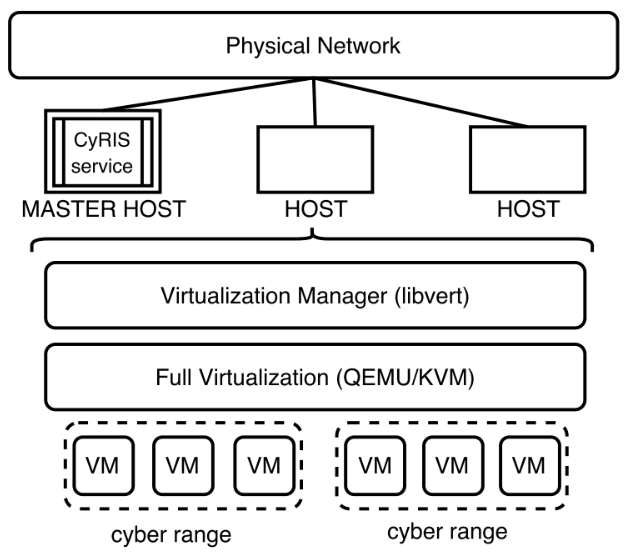 Physical Network
CyRIS
service
MASTER HOST
HOST
HOST
Virtualization Manager (libvert)
Full Virtualization (QEMU/KVM)
VM
VM
VM
VM
VM
VM
cyber range
cyber range